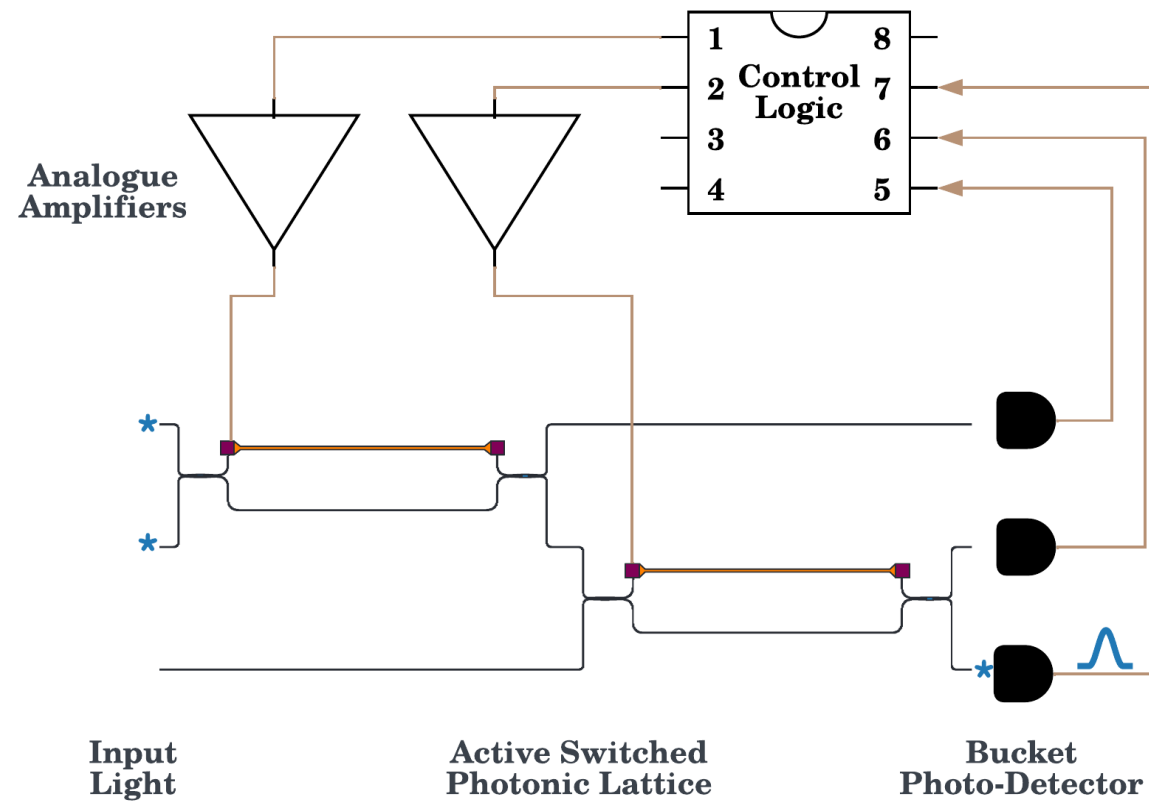 1
8
2
Control
7
Logic
3
6
4
5
Analogue
Amplifiers
*
*
*
Input
Light
Active Switched
Photonic Lattice
Bucket
Photo-Detector